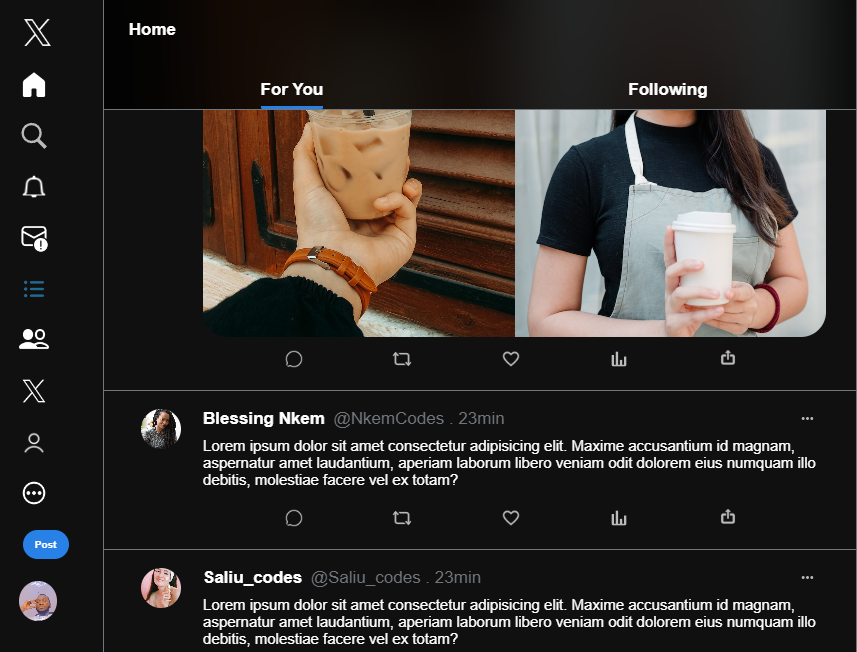 Home
For You
Following
Blessing Nkem @NkemCodes . 23min
Lorem ipsum dolor sit amet consectetur adipisicing elit. Maxime accusantium id magnam,
aspernatur amet laudantium, aperiam laborum libero veniam odit dolorem eius numquam illo
debitis, molestiae facere vel ex totam?
Saliu_codes @Saliu_codes . 23min
Lorem ipsum dolor sit amet consectetur adipisicing elit. Maxime accusantium id magnam,
aspernatur amet laudantium, aperiam laborum libero veniam odit dolorem eius numquam illo
debitis, molestiae facere vel ex totam?
Post